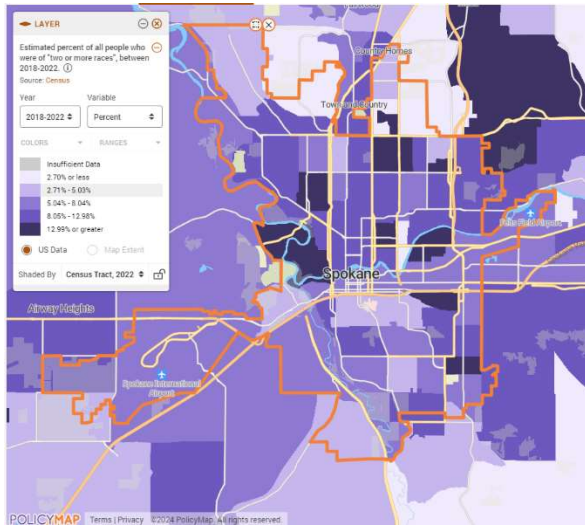 LAYER
Estimated percent of all people who
were of "two or more races", between
2018-2022.
Source: Census
Year
Variable
2018-2022
Percent
COLORS
RANGES
Insufficient Data
2.70% or less
2.71% - 5.03%
5.04% - 8.04%
8.05% - 12.98%
12.99% or greater
US Data
Map Extent
Shaded By Census Tract, 2022
Country Homes
Town and Country
Felts Field Airport
Spokane
Airway Heights
Spokane International
Airport
POLICYMAP
Terms | Privacy ©2024 PolicyMap. All rights reserved.